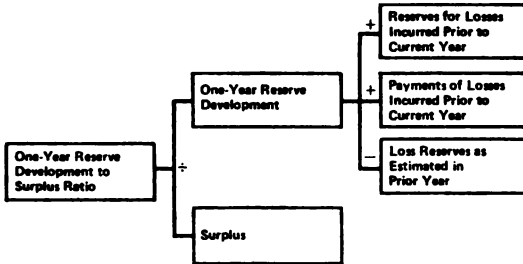 Reserves for Losses
Incurred Prior to
Current Year
+
One-Year Reserve
Development
+
Payments of Losses
Incurred Prior to
Current Year
One-Year Reserve
Development to
Surplus Ratio
÷
−
Loss Reserves as
Estimated in
Prior Year
Surplus